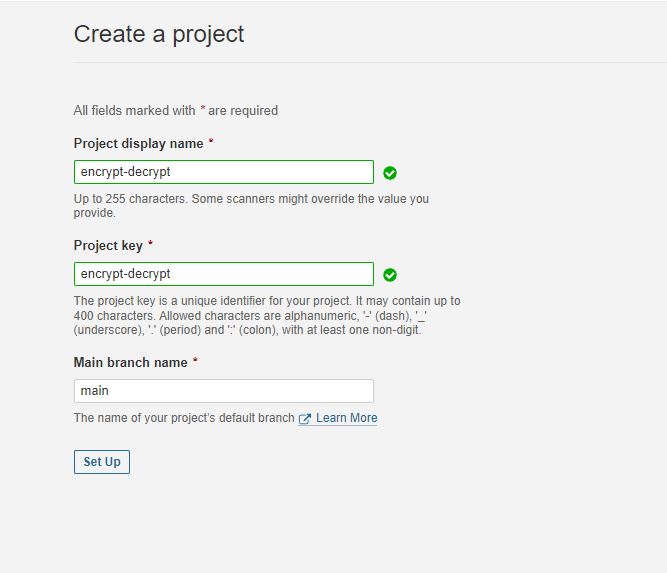 Create a project
All fields marked with * are required
Project display name *
encrypt-decrypt
Up to 255 characters. Some scanners might override the value you
provide.
Project key *
encrypt-decrypt
The project key is a unique identifier for your project. It may contain up to
400 characters. Allowed characters are alphanumeric, '-' (dash), '_'
(underscore), '.' (period) and ':' (colon), with at least one non-digit.
Main branch name *
main
The name of your project's default branch Learn More
Set Up